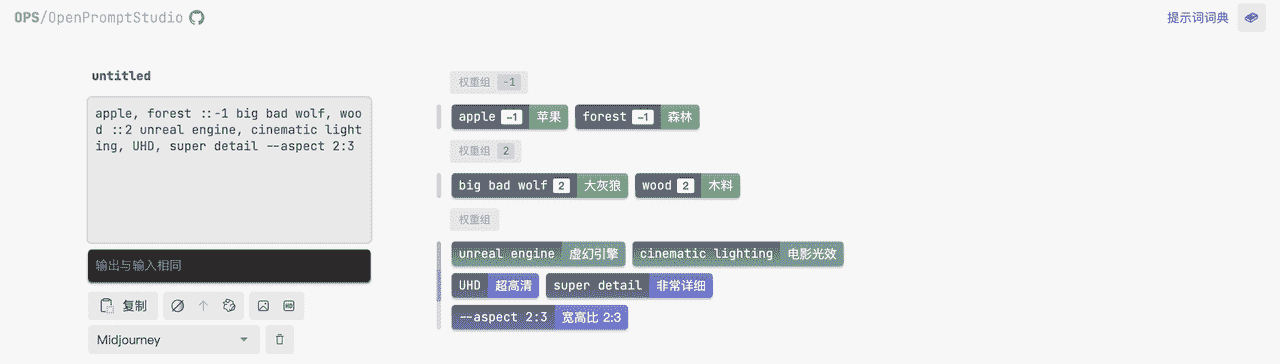 OPS/OpenPromptStudio 提示词词典
untitled
apple, forest ::-1 big bad wolf, woo
d ::2 unreal engine, cinematic light
ing, UHD, super detail --aspect 2:3
输出与输入相同
复制
Midjourney
权重组 -1
apple -1 苹果 forest -1 森林
权重组 2
big bad wolf 2 大灰狼 wood 2 木料
权重组
unreal engine 虚幻引擎 cinematic lighting 电影光效
UHD 超高清 super detail 非常详细
--aspect 2:3 宽高比 2:3